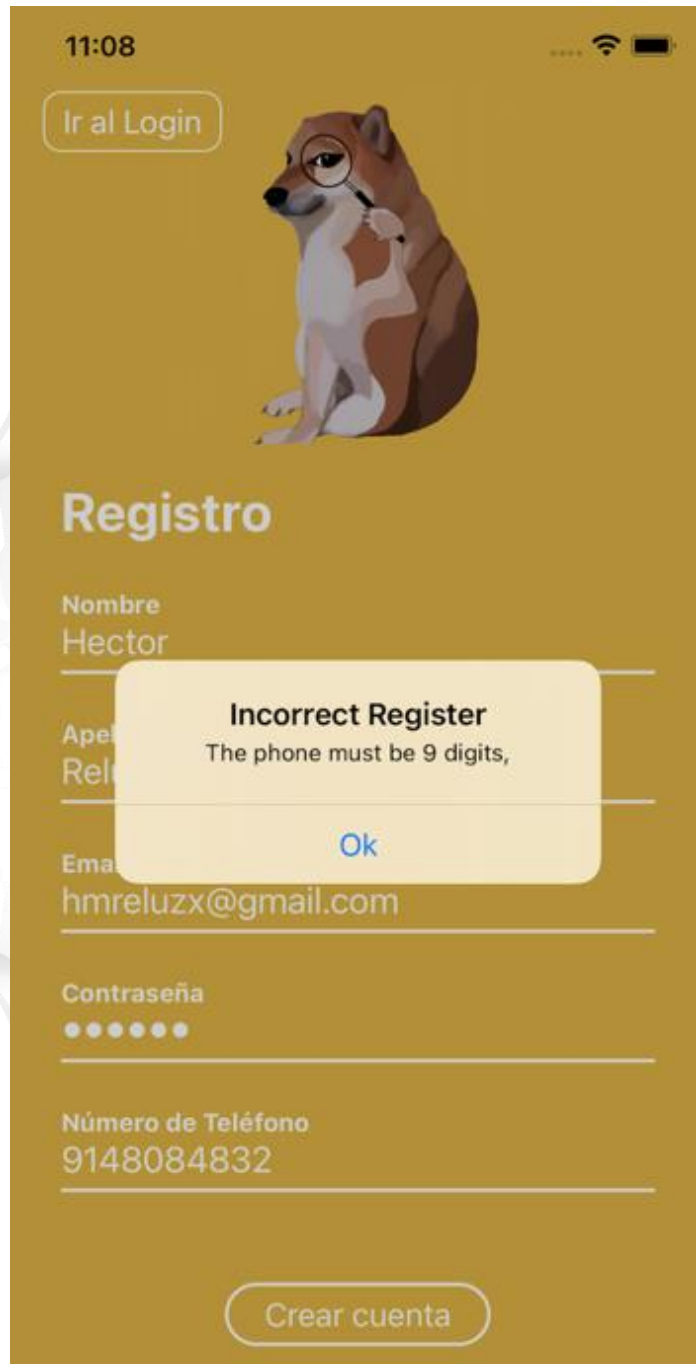 11:08
Ir al Login
Registro
Nombre
Hector
Incorrect Register
The phone must be 9 digits,
Ok
hmreluzx@gmail.com
Contraseña
●●●●●●
Número de Teléfono
9148084832
Crear cuenta